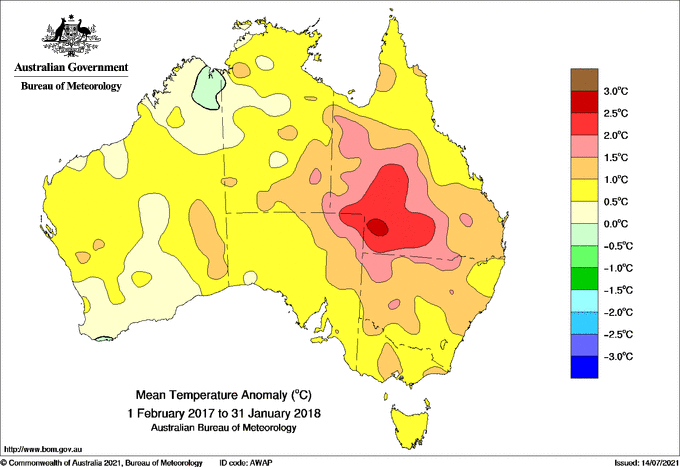 Australian Government
Bureau of Meteorology
3.0°C
2.5°C
2.0°C
1.5°C
1.0°C
0.5°C
0.0°C
-0.5°C
-1.0°C
-1.5°C
-2.0°C
-2.5°C
-3.0°C
Mean Temperature Anomaly (°C)
1 February 2017 to 31 January 2018
Australian Bureau of Meteorology
http://www.bom.gov.au
© Commonwealth of Australia 2021, Bureau of Meteorology ID code: AWAP Issued: 14/07/2021